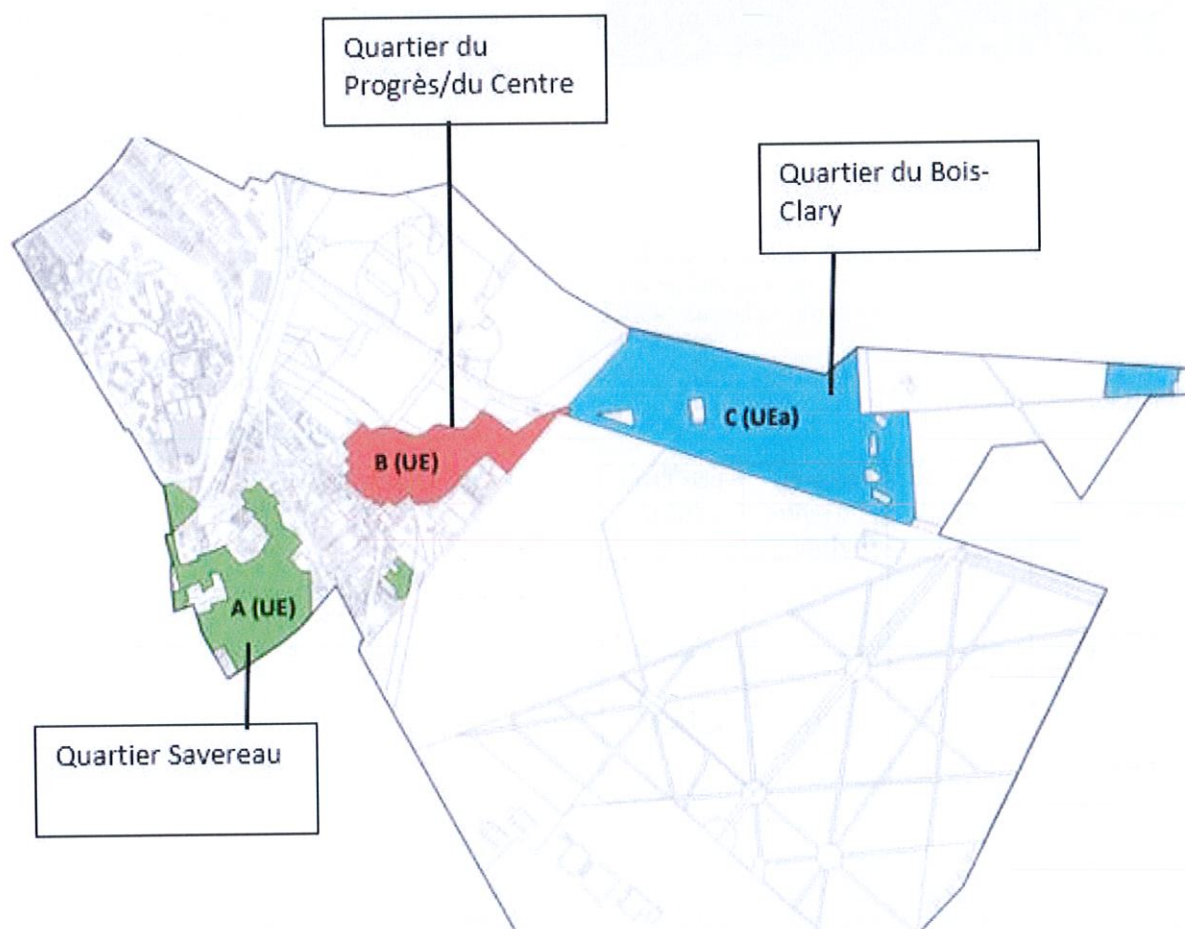 Quartier du
Progrès/du Centre
Quartier du Bois-
Clary
C (UEa)
B (UE)
A (UE)
Quartier Savereau